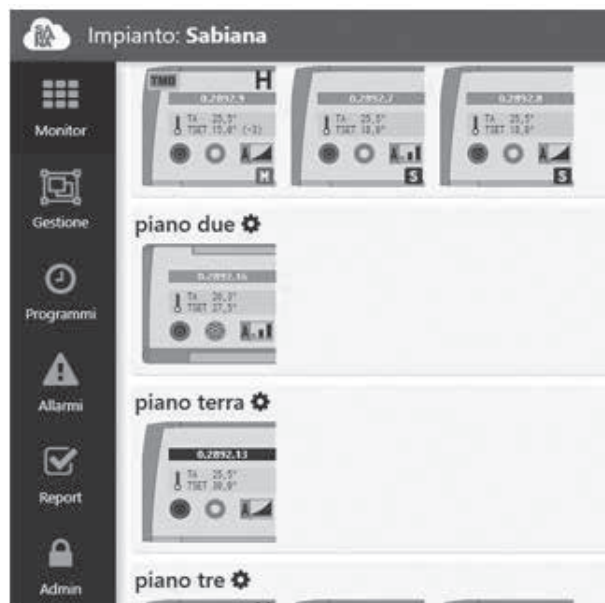 Impianto: Sabiana
Monitor
Gestione
Programmi
Allarmi
Report
Admin
TMD H
0.2892.9
TA 25,5°
TSET 15,0° (-3)
M
0.2892.7
TA 25,5°
TSET 18,0°
S
0.2892.8
TA 25,5°
TSET 18,0°
S
piano due
0.2892.16
TA 20,3°
TSET 27,5°
piano terra
0.2892.13
TA 25,5°
TSET 30,0°
piano tre